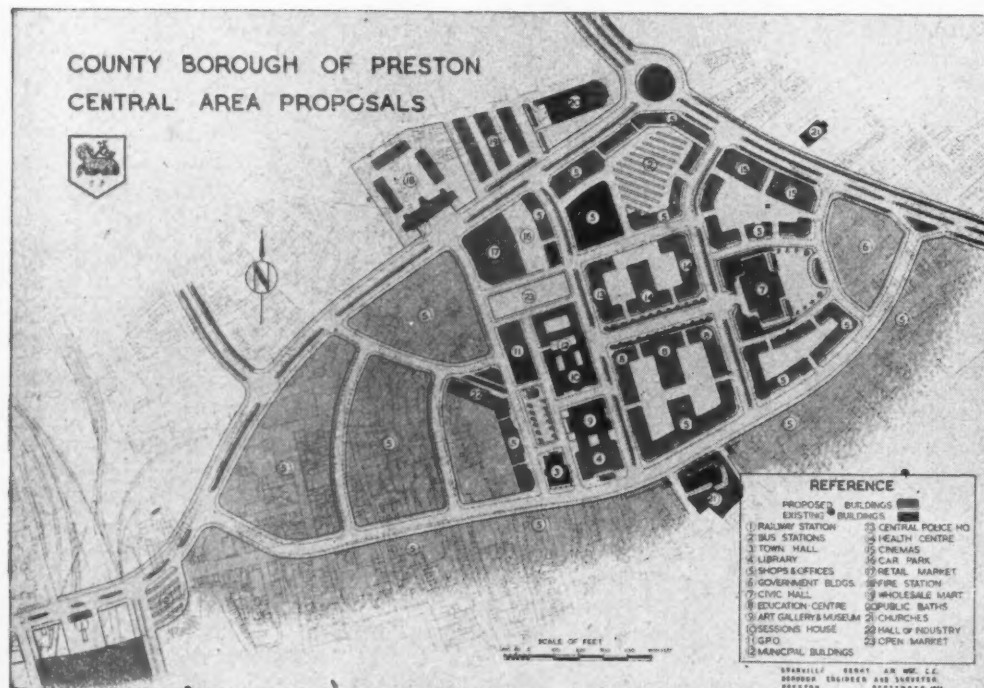 COUNTY BOROUGH OF PRESTON
CENTRAL AREA PROPOSALS
N
REFERENCE
PROPOSED BUILDINGS
EXISTING BUILDINGS
1 RAILWAY STATION
2 BUS STATIONS
3 TOWN HALL
4 LIBRARY
5 SHOPS & OFFICES
6 GOVERNMENT BLDGS.
7 CIVIC HALL
8 EDUCATION CENTRE
9 ART GALLERY & MUSEUM
10 SESSIONS HOUSE
11 G.P.O.
12 MUNICIPAL BUILDINGS
13 CENTRAL POLICE HQ
14 HEALTH CENTRE
15 CINEMAS
16 CAR PARK
17 RETAIL MARKET
18 FIRE STATION
19 WHOLESALE MART
20 PUBLIC BATHS
21 CHURCHES
22 HALL OF INDUSTRY
23 OPEN MARKET
SCALE OF FEET
BOROUGH ENGINEER AND SURVEYOR
PRESTON